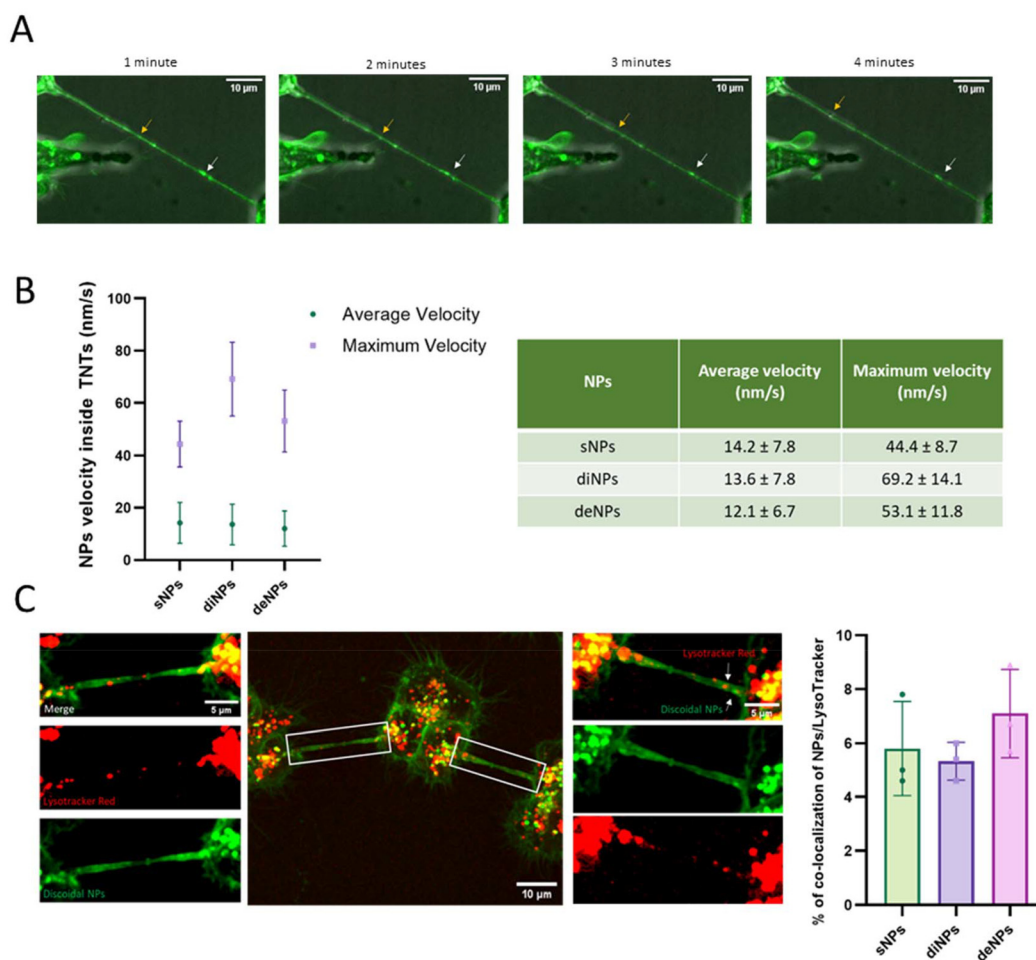 A
1 minute
2 minutes
3 minutes
4 minutes
10 µm
10 µm
10 µm
10 µm
B
NPs velocity inside TNTs (nm/s)
100
80
60
40
20
0
sNPs
diNPs
deNPs
Average Velocity
Maximum Velocity
NPs Average velocity (nm/s) Maximum velocity (nm/s)
sNPs 14.2 ± 7.8 44.4 ± 8.7
diNPs 13.6 ± 7.8 69.2 ± 14.1
deNPs 12.1 ± 6.7 53.1 ± 11.8
C
Merge
5 µm
Lysotracker Red
Discoidal NPs
10 µm
Lysotracker Red
Discoidal NPs
5 µm
% of co-localization of NPs/LysoTracker
10
8
6
4
2
0
sNPs
diNPs
deNPs